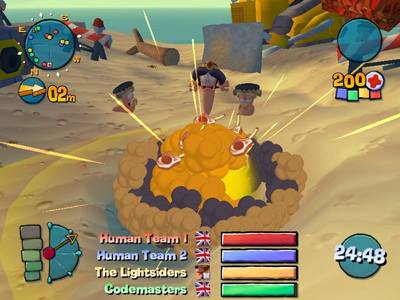 S
E
W
N
02m
200
Human Team 1
Human Team 2
The Lightsiders
Codemasters
24:48